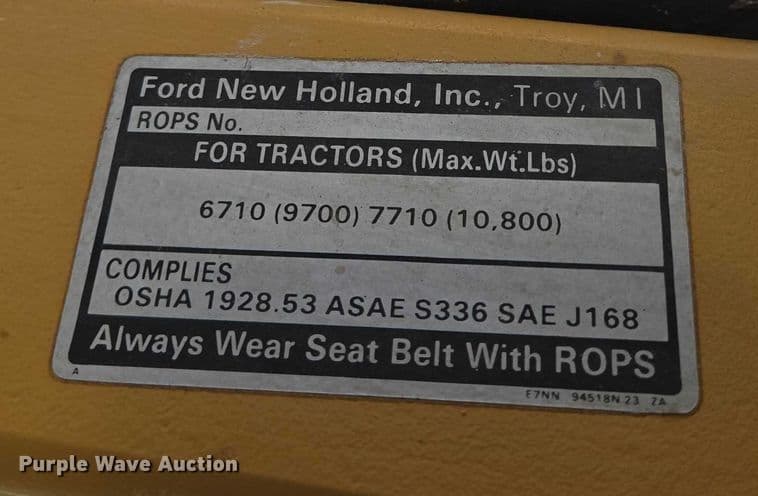 Ford New Holland, Inc., Troy, MI
ROPS No.
FOR TRACTORS (Max.Wt.Lbs)
6710 (9700) 7710 (10,800)
COMPLIES
OSHA 1928.53 ASAE S336 SAE J168
Always Wear Seat Belt With ROPS
A
E7NN 94518N 23 ZA
Purple Wave Auction